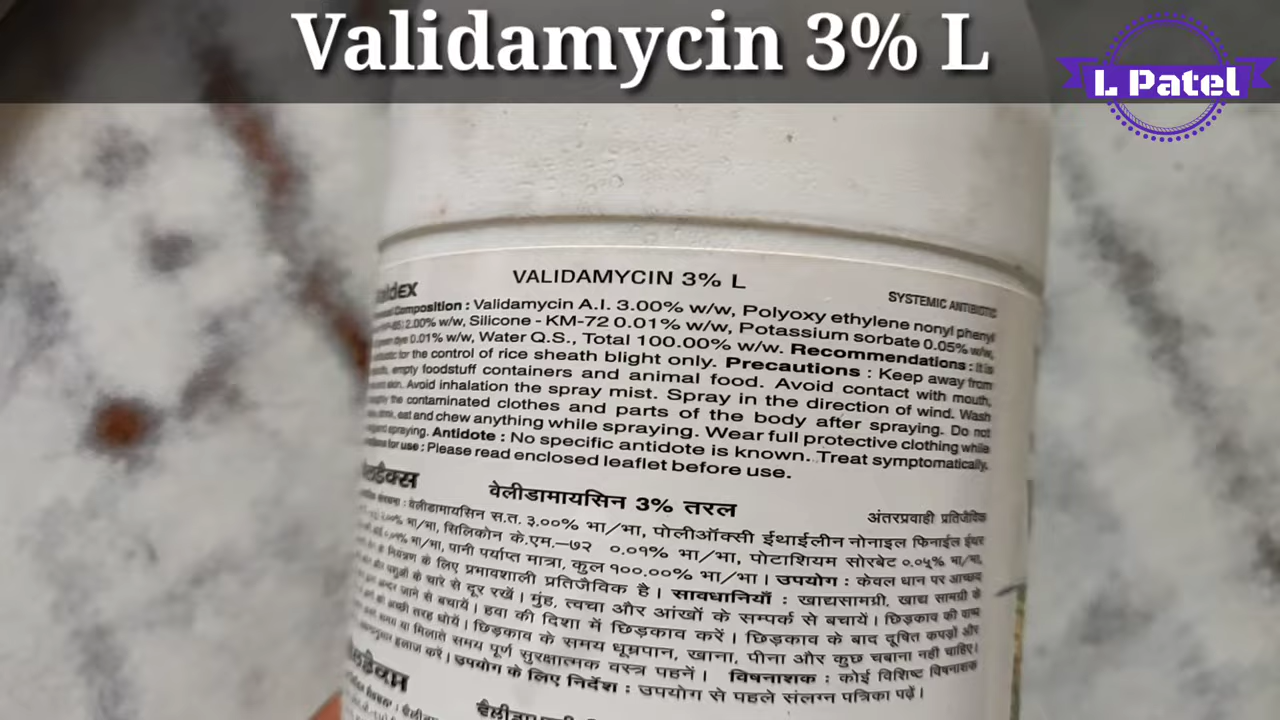 Validamycin 3% L
L Patel
VALIDAMYCIN 3% L
SYSTEMIC ANTIBIOTIC
Composition : Validamycin A.I. 3.00% w/w, Polyoxy ethylene nonyl phenyl
2.00% w/w, Silicone - KM-72 0.01% w/w, Potassium sorbate 0.05% w/w,
dye 0.01% w/w, Water Q.S., Total 100.00% w/w. Recommendations : It is
for the control of rice sheath blight only. Precautions : Keep away from
empty foodstuff containers and animal food. Avoid contact with mouth,
skin. Avoid inhalation the spray mist. Spray in the direction of wind. Wash
the contaminated clothes and parts of the body after spraying. Do not
eat and chew anything while spraying. Wear full protective clothing while
spraying. Antidote : No specific antidote is known. Treat symptomatically.
for use : Please read enclosed leaflet before use.
वेलीडामायसिन 3% तरल
अंतरप्रवाही प्रतिजैविक
वेलीडामायसिन स.त. ३.००% भा/भा, पोलीऑक्सी ईथाईलीन नोनाइल फिनाईल ईथर
२.००% भा/भा, सिलिकोन के.एम.–७२ ०.०१% भा/भा, पोटाशियम सोरबेट ०.०५% भा/भा,
भा/भा, पानी पर्याप्त मात्रा, कुल १००.००% भा/भा। उपयोग : केवल धान पर आच्छद
के नियंत्रण के लिए प्रभावशाली प्रतिजैविक है। सावधानियाँ : खाद्यसामग्री, खाद्य सामग्री के
पशुओं के चारे से दूर रखें। मुंह, त्वचा और आंखों के सम्पर्क से बचायें। छिड़काव की वाष्प
अन्दर जाने से बचायें। हवा की दिशा में छिड़काव करें। छिड़काव के बाद दूषित कपड़ों और
को अच्छी तरह धोयें। छिड़काव के समय धूम्रपान, खाना, पीना और कुछ चबाना नही चाहिए।
समय या मिलाते समय पूर्ण सुरक्षात्मक वस्त्र पहनें। विषनाशक : कोई विशिष्ट विषनाशक
इलाज करें। उपयोग के लिए निर्देश : उपयोग से पहले संलग्न पत्रिका पढ़ें।